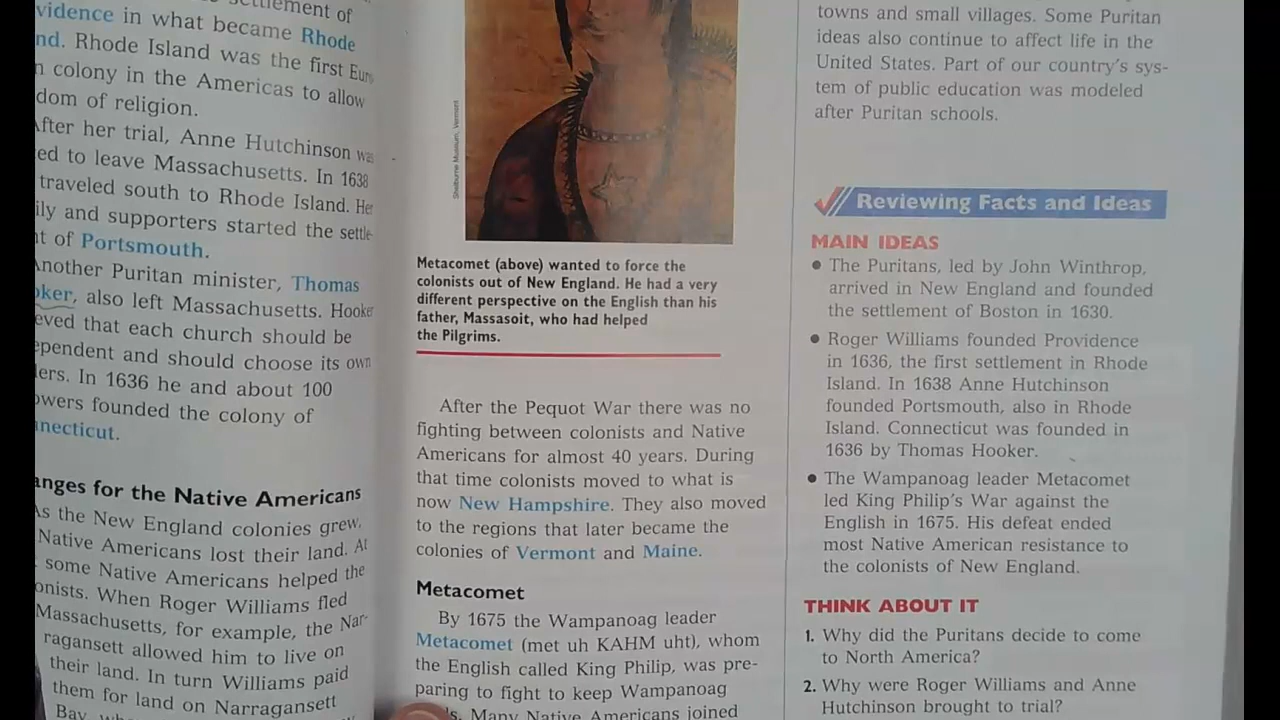 settlement of
vidence in what became Rhode
nd. Rhode Island was the first Eur
n colony in the Americas to allow
dom of religion.
After her trial, Anne Hutchinson was
ed to leave Massachusetts. In 1638
traveled south to Rhode Island. Her
ily and supporters started the settle-
nt of Portsmouth.
Another Puritan minister, Thomas
oker, also left Massachusetts. Hooker
eved that each church should be
ependent and should choose its own
ers. In 1636 he and about 100
owers founded the colony of
nnecticut.
anges for the Native Americans
As the New England colonies grew,
Native Americans lost their land. At
some Native Americans helped the
onists. When Roger Williams fled
Massachusetts, for example, the Nar-
ragansett allowed him to live on
their land. In turn Williams paid
them for land on Narragansett
Bay
Shelburne Museum, Vermont
Metacomet (above) wanted to force the
colonists out of New England. He had a very
different perspective on the English than his
father, Massasoit, who had helped
the Pilgrims.
After the Pequot War there was no
fighting between colonists and Native
Americans for almost 40 years. During
that time colonists moved to what is
now New Hampshire. They also moved
to the regions that later became the
colonies of Vermont and Maine.
Metacomet
By 1675 the Wampanoag leader
Metacomet (met uh KAHM uht), whom
the English called King Philip, was pre-
paring to fight to keep Wampanoag
Many Native Americans joined
towns and small villages. Some Puritan
ideas also continue to affect life in the
United States. Part of our country's sys-
tem of public education was modeled
after Puritan schools.
Reviewing Facts and Ideas
MAIN IDEAS
• The Puritans, led by John Winthrop,
arrived in New England and founded
the settlement of Boston in 1630.
• Roger Williams founded Providence
in 1636, the first settlement in Rhode
Island. In 1638 Anne Hutchinson
founded Portsmouth, also in Rhode
Island. Connecticut was founded in
1636 by Thomas Hooker.
• The Wampanoag leader Metacomet
led King Philip's War against the
English in 1675. His defeat ended
most Native American resistance to
the colonists of New England.
THINK ABOUT IT
1. Why did the Puritans decide to come
to North America?
2. Why were Roger Williams and Anne
Hutchinson brought to trial?